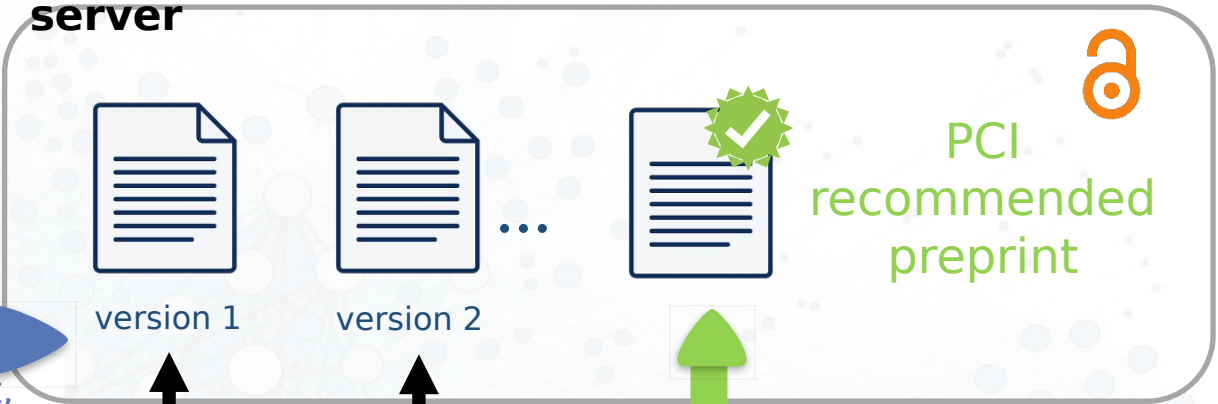 server
PCI
recommended
preprint
...
version 1
version 2